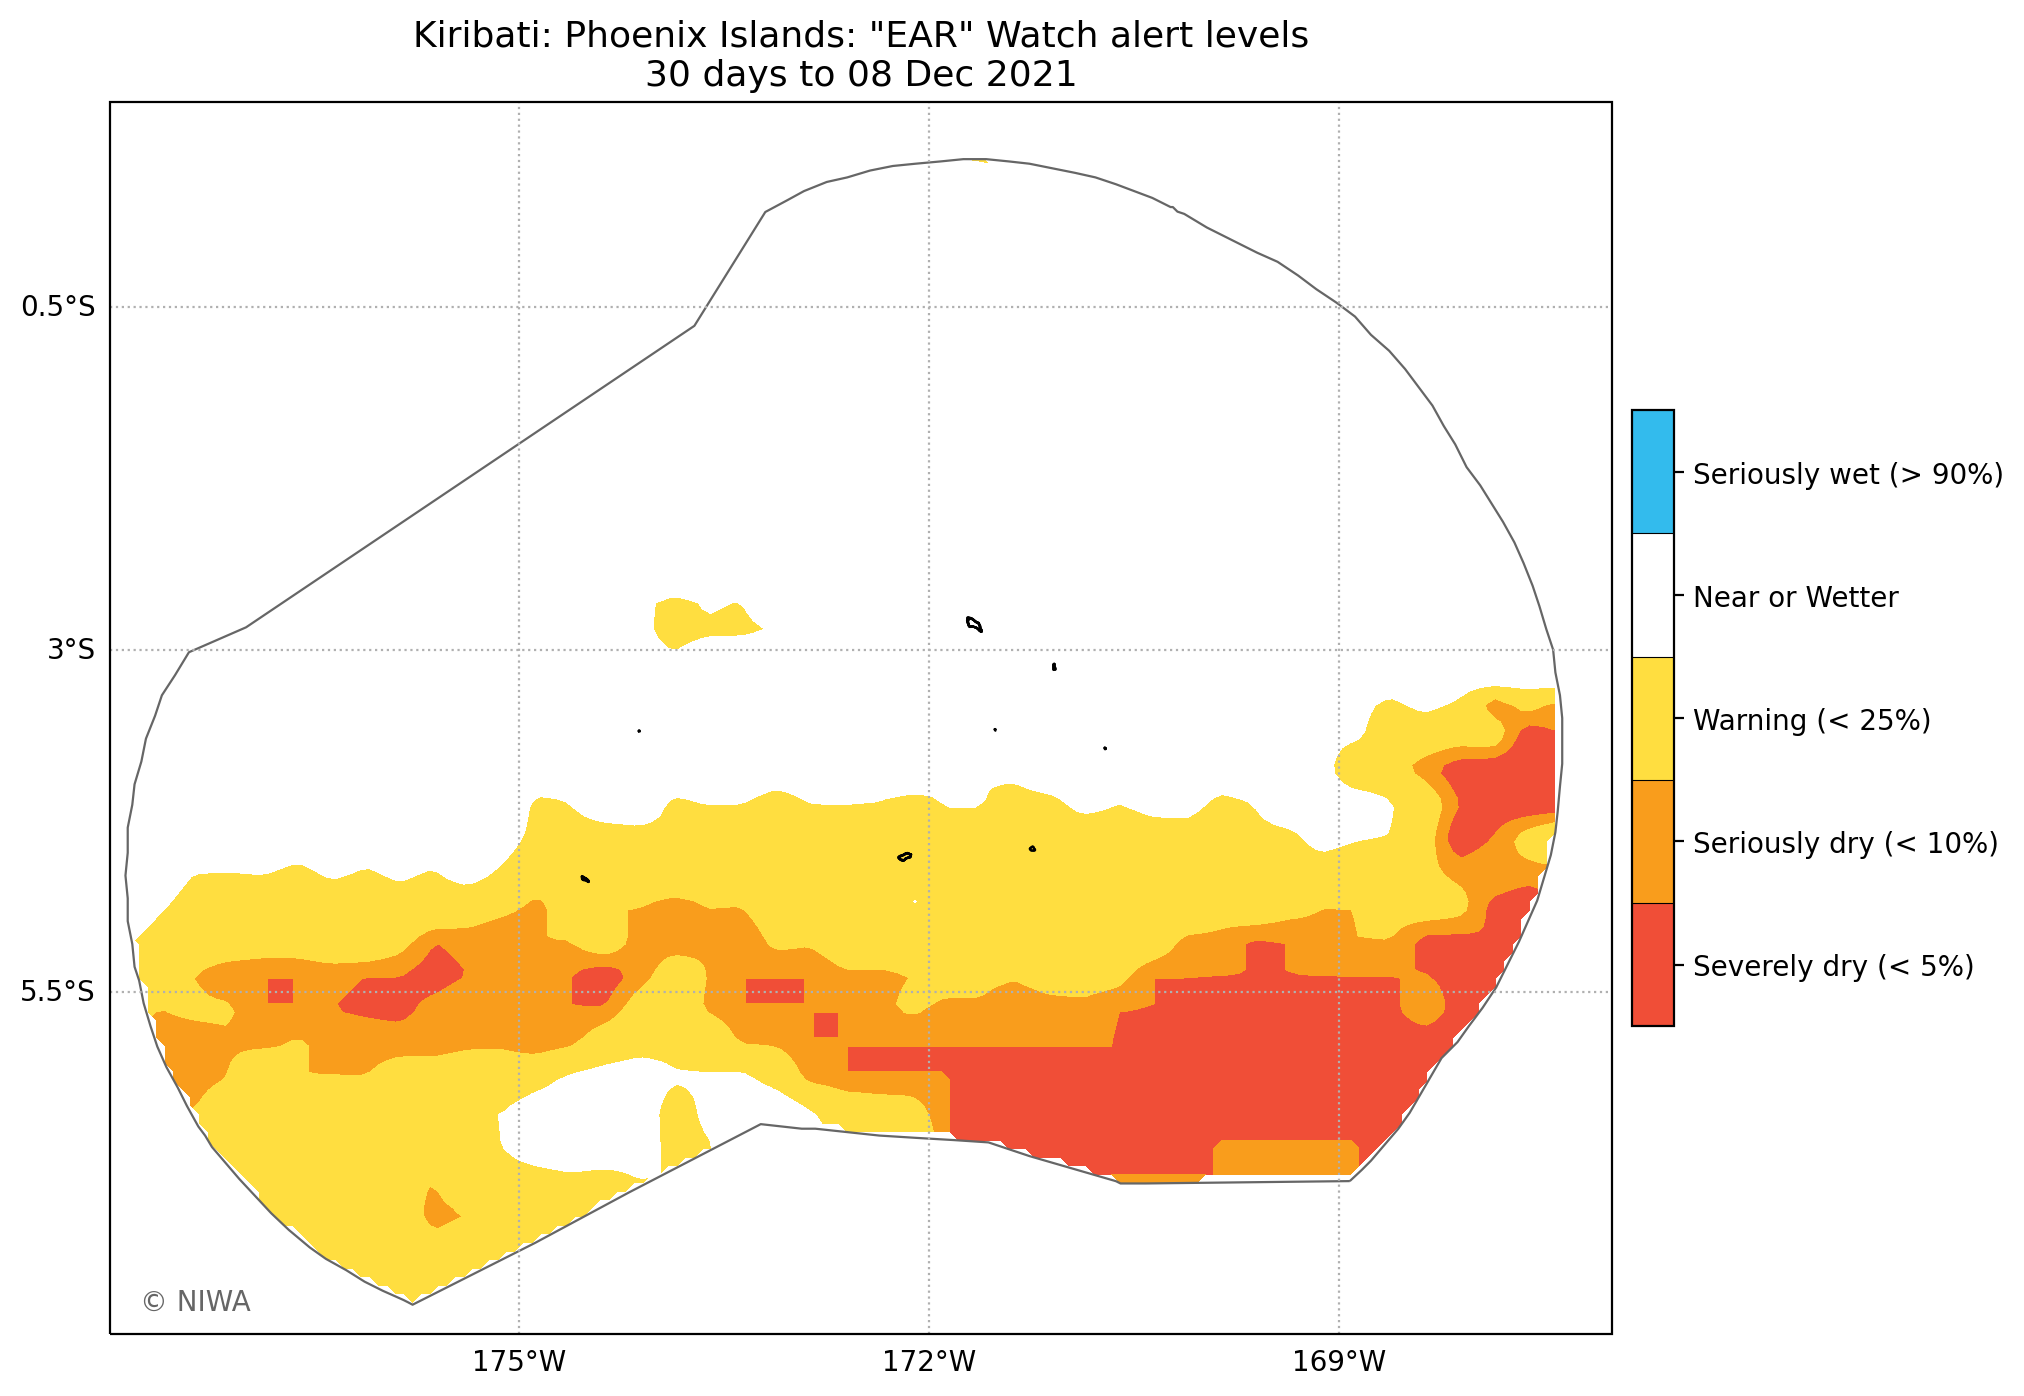 Kiribati: Phoenix Islands: "EAR" Watch alert levels
30 days to 08 Dec 2021
0.5°S
3°S
5.5°S
175°W
172°W
169°W
Seriously wet (> 90%)
Near or Wetter
Warning (< 25%)
Seriously dry (< 10%)
Severely dry (< 5%)
© NIWA